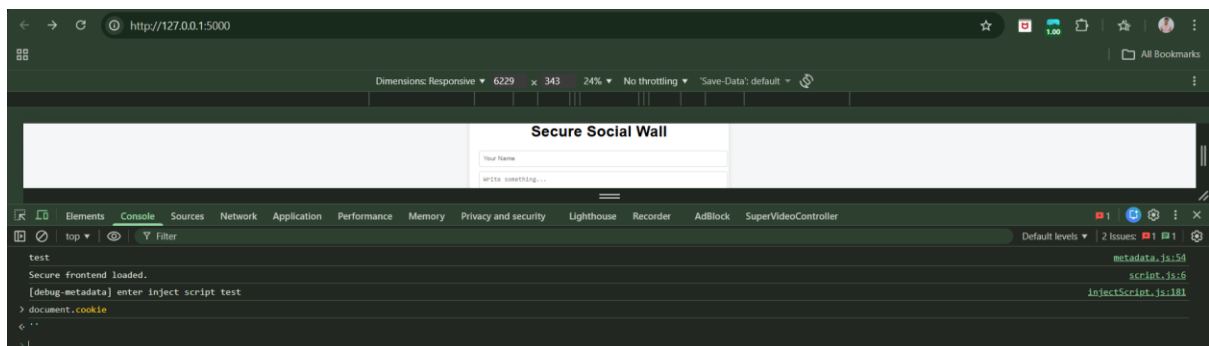 http://127.0.0.1:5000
1.00
All Bookmarks
Dimensions: Responsive 6229 x 343 24% No throttling 'Save-Data': default
Secure Social Wall
Your Name
Write something...
Elements Console Sources Network Application Performance Memory Privacy and security Lighthouse Recorder AdBlock SuperVideoController 1
top Filter Default levels 2 Issues: 1 1
test metadata.js:54
Secure frontend loaded. script.js:6
[debug-metadata] enter inject script test injectScript.js:181
> document.cookie
< ''
>